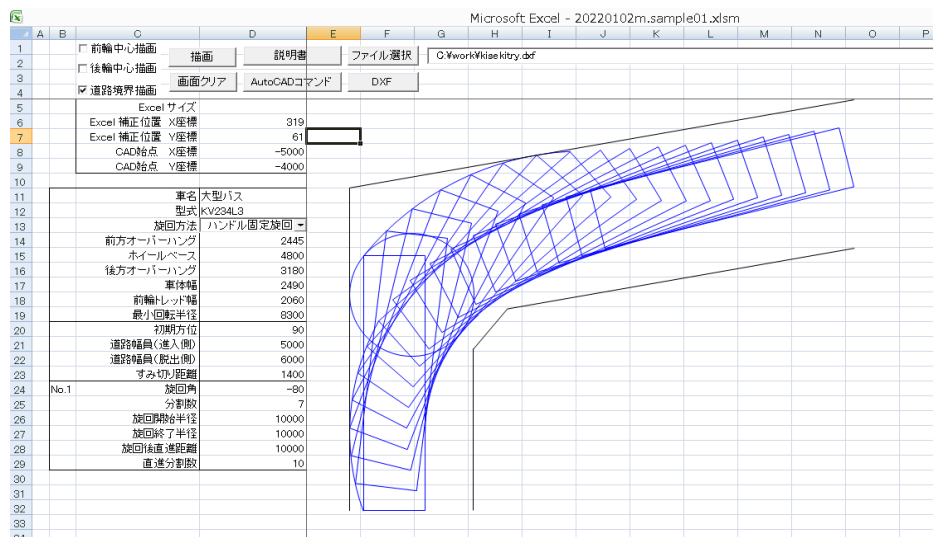 Microsoft Excel - 20220102m.sample01.xlsm
A B C D E F G H I J K L M N O P
1 前輪中心描画 描画 説明書 ファイル選択 C:¥work¥kisekitry.dxf
2
後輪中心描画
3 画面クリア AutoCADコマンド DXF
4 道路境界描画
5 Excel サイズ
6 Excel 補正位置 X座標 319
7 Excel 補正位置 Y座標 61
8 CAD始点 X座標 -5000
9 CAD始点 Y座標 -4000
10
11 車名 大型バス
12 型式 KV234L3
13 旋回方法 ハンドル固定旋回
14 前方オーバーハング 2445
15 ホイールベース 4800
16 後方オーバーハング 3180
17 車体幅 2490
18 前輪トレッド幅 2060
19 最小回転半径 8300
20 初期方位 90
21 道路幅員(進入側) 5000
22 道路幅員(脱出側) 6000
23 すみ切り距離 1400
24 No.1 旋回角 -80
25 分割数 7
26 旋回開始半径 10000
27 旋回終了半径 10000
28 旋回後直進距離 10000
29 直進分割数 10
30
31
32
33